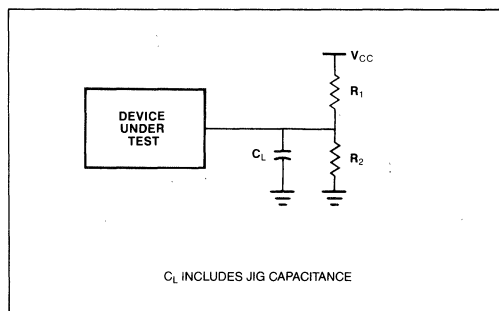 V_CC
R_1
DEVICE
UNDER
TEST
C_L
R_2
C_L INCLUDES JIG CAPACITANCE